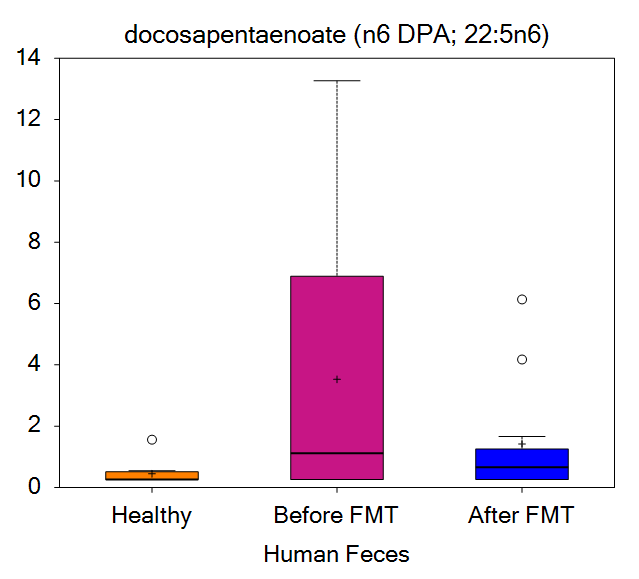 docosapentaenoate (n6 DPA; 22:5n6)
14
12
10
8
6
4
2
0
Healthy Before FMT After FMT
Human Feces